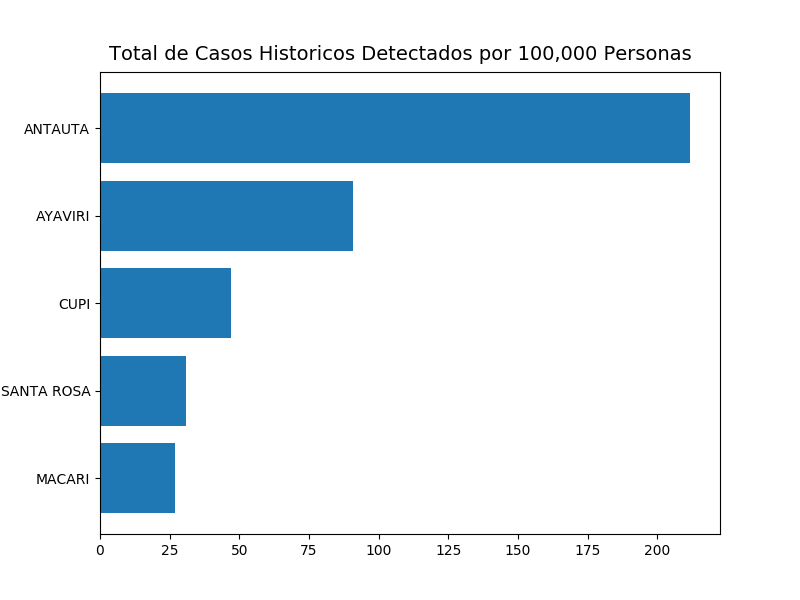 Total de Casos Historicos Detectados por 100,000 Personas
ANTAUTA
AYAVIRI
CUPI
SANTA ROSA
MACARI
0 25 50 75 100 125 150 175 200